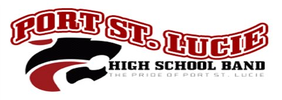 PORT ST. LUCIE
HIGH SCHOOL BAND
THE PRIDE OF PORT ST. LUCIE